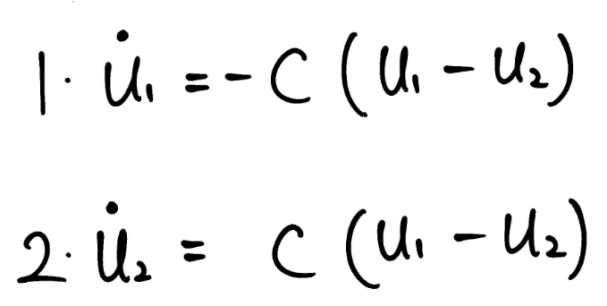 1· u̇₁ = -C (u₁ - u₂)
2· u̇₂ = C (u₁ - u₂)